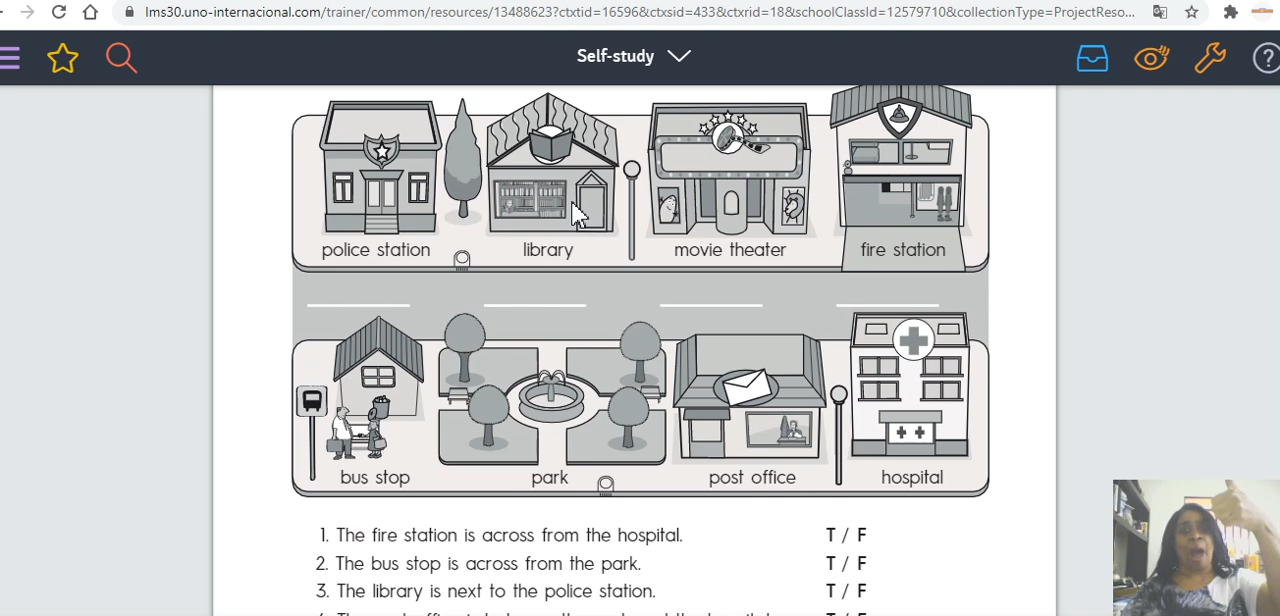 lms30.uno-internacional.com/trainer/common/resources/13488623?ctxtid=16596&ctxsid=433&ctxrid=18&schoolClassId=12579710&collectionType=ProjectReso...
Self-study
police station library movie theater fire station
bus stop park post office hospital
1. The fire station is across from the hospital. T / F
2. The bus stop is across from the park. T / F
3. The library is next to the police station. T / F